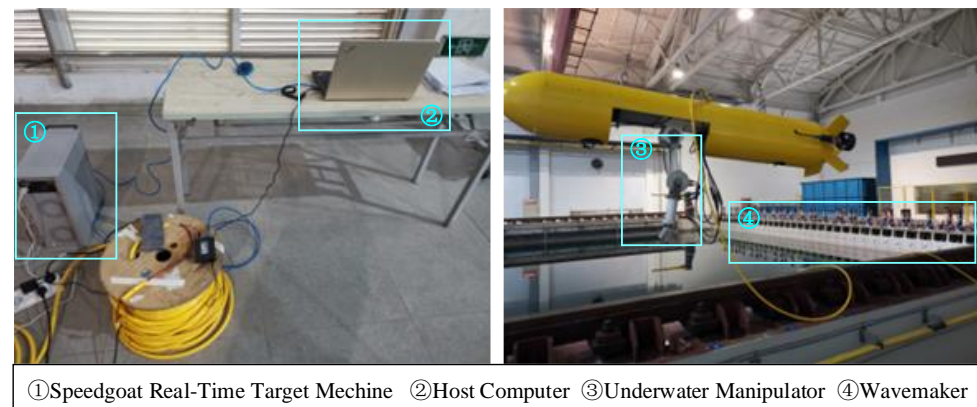 ①
②
③
④
①Speedgoat Real-Time Target Mechine ②Host Computer ③Underwater Manipulator ④Wavemaker